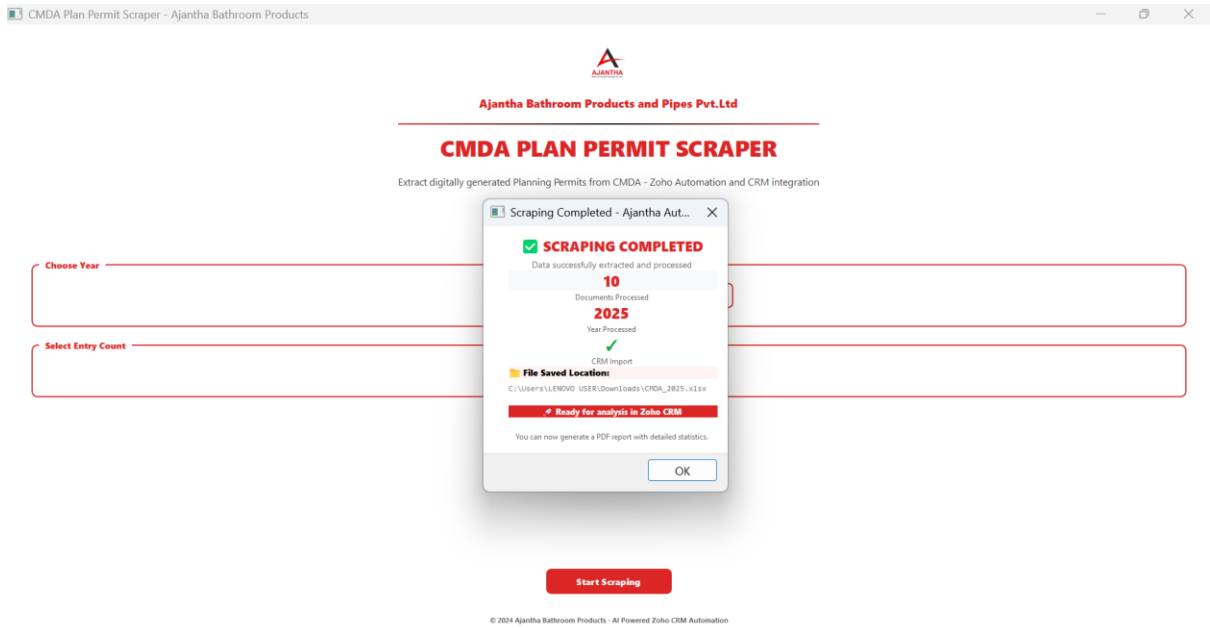 CMDA Plan Permit Scraper - Ajantha Bathroom Products
AJANTHA
Ajantha Bathroom Products and Pipes Pvt.Ltd
CMDA PLAN PERMIT SCRAPER
Extract digitally generated Planning Permits from CMDA - Zoho Automation and CRM integration
Choose Year
Select Entry Count
Scraping Completed - Ajantha Aut...
✅ SCRAPING COMPLETED
Data successfully extracted and processed
10
Documents Processed
2025
Year Processed
✓
CRM Import
📁 File Saved Location:
C:\Users\LENOVO USER\Downloads\CMDA_2025.xlsx
🚀 Ready for analysis in Zoho CRM
You can now generate a PDF report with detailed statistics.
OK
Start Scraping
© 2024 Ajantha Bathroom Products - AI Powered Zoho CRM Automation